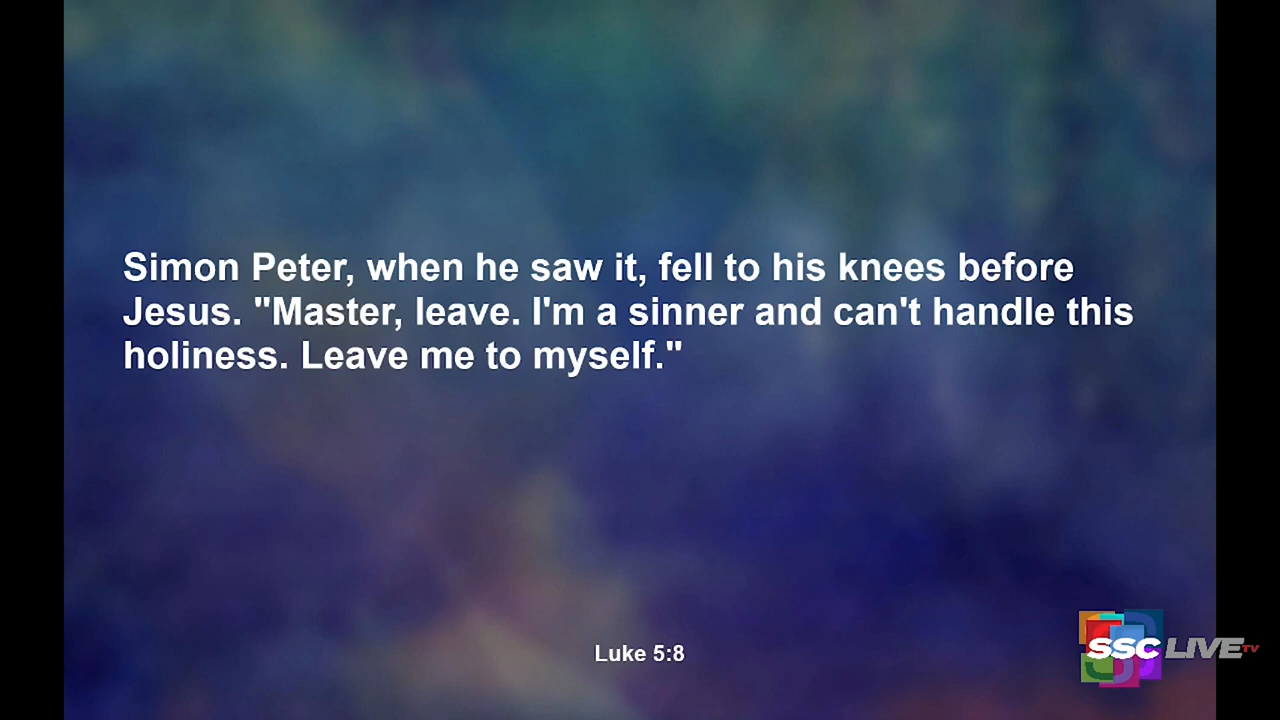 Simon Peter, when he saw it, fell to his knees before
Jesus. "Master, leave. I'm a sinner and can't handle this
holiness. Leave me to myself."
Luke 5:8
SSC LIVE TV